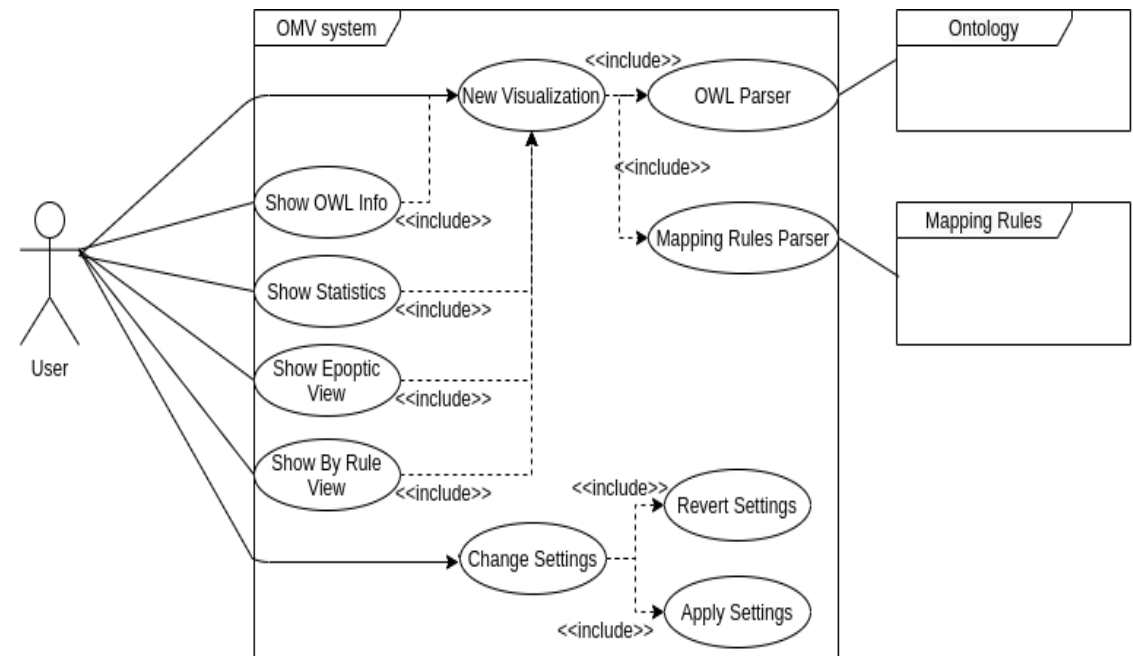 OMV system
Ontology
<<include>>
New Visualization
OWL Parser
<<include>>
Show OWL Info
<<include>>
Mapping Rules Parser
Mapping Rules
Show Statistics
<<include>>
User
Show Epoptic
View
<<include>>
Show By Rule
View
<<include>>
<<include>>
Revert Settings
Change Settings
Apply Settings
<<include>>